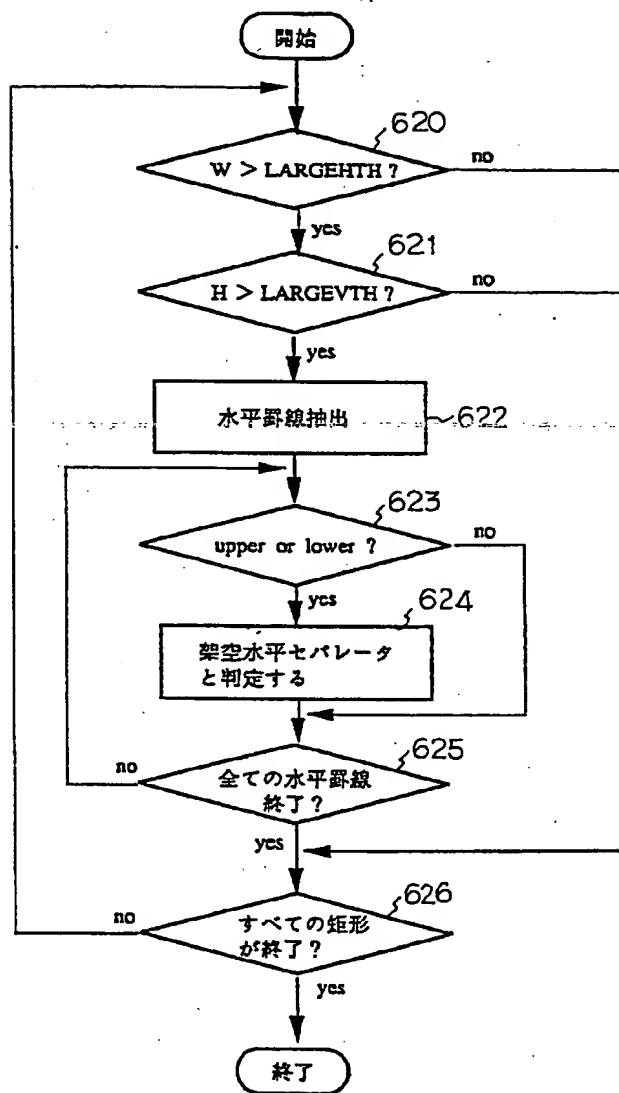 開始
620
W > LARGEHTH ?
no
yes
621
H > LARGEVTH ?
no
yes
水平罫線抽出
622
623
upper or lower ?
no
yes
624
架空水平セパレータ
と判定する
625
no
全ての水平罫線
終了?
yes
626
no
すべての矩形
が終了?
yes
終了